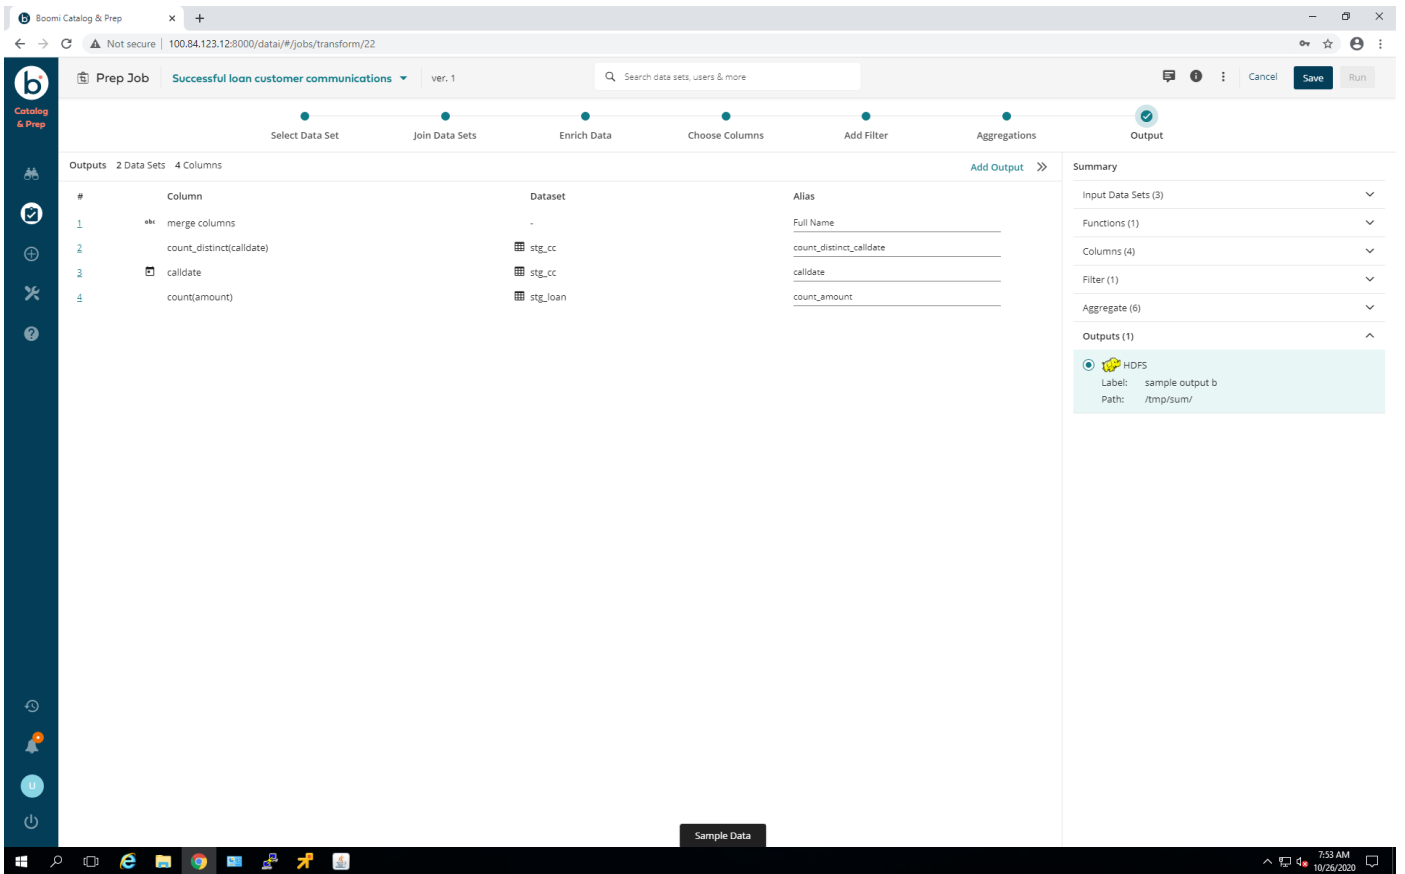 Boomi Catalog & Prep
Not secure | 100.84.123.12:8000/datai/#/jobs/transform/22
b
Catalog & Prep
Prep Job Successful loan customer communications ver. 1
Search data sets, users & more
Cancel Save Run
Select Data Set Join Data Sets Enrich Data Choose Columns Add Filter Aggregations Output
Outputs 2 Data Sets 4 Columns Add Output
# Column Dataset Alias
1 abc merge columns - Full Name
2 count_distinct(calldate) stg_cc count_distinct_calldate
3 calldate stg_cc calldate
4 count(amount) stg_loan count_amount
Summary
Input Data Sets (3)
Functions (1)
Columns (4)
Filter (1)
Aggregate (6)
Outputs (1)
HDFS
Label: sample output b
Path: /tmp/sum/
U
Sample Data
7:53 AM
10/26/2020